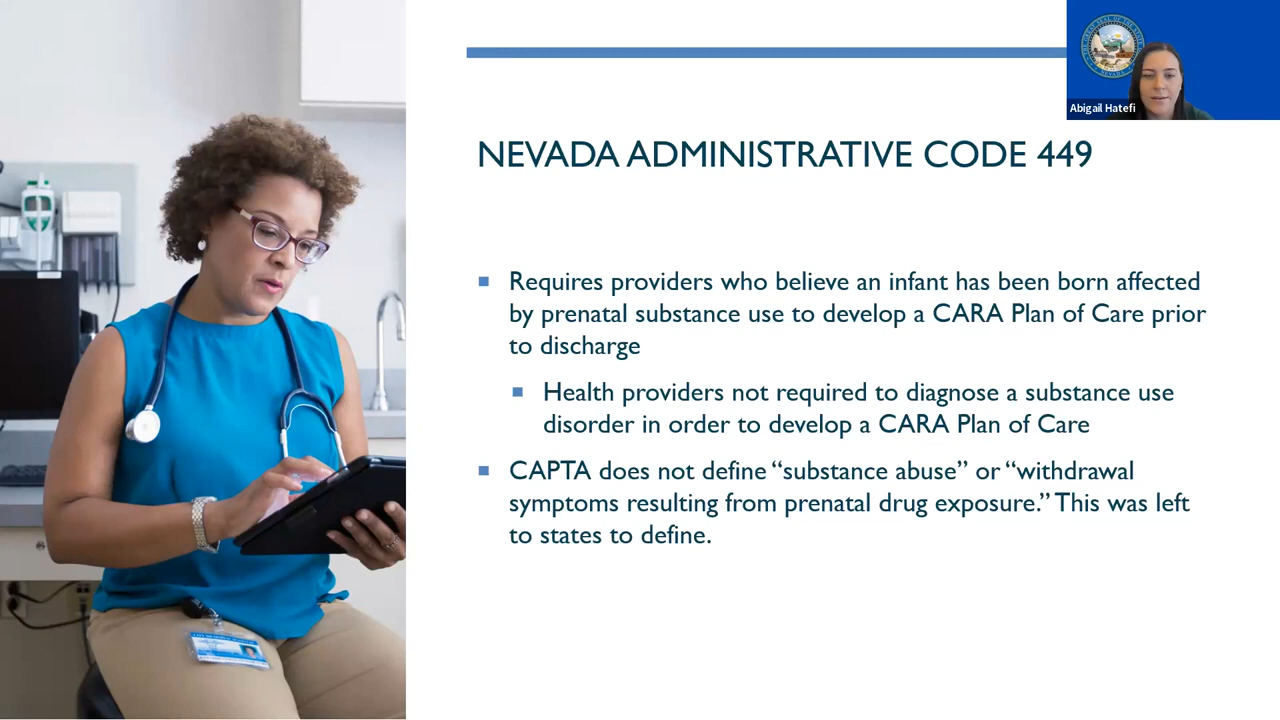 Abigail Hatefi
NEVADA ADMINISTRATIVE CODE 449
Requires providers who believe an infant has been born affected
by prenatal substance use to develop a CARA Plan of Care prior
to discharge
Health providers not required to diagnose a substance use
disorder in order to develop a CARA Plan of Care
CAPTA does not define “substance abuse” or “withdrawal
symptoms resulting from prenatal drug exposure.” This was left
to states to define.